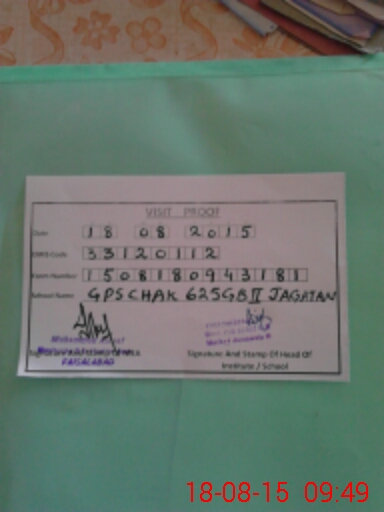 VISIT PROOF
Date 18 08 2015
EMIS Code 33120112
Form Number 150818094318 1
School Name GPS CHAK 625GB II JAGATAN
FAISALABAD
Signature And Stamp Of Head Of
Institute / School
18-08-15 09:49